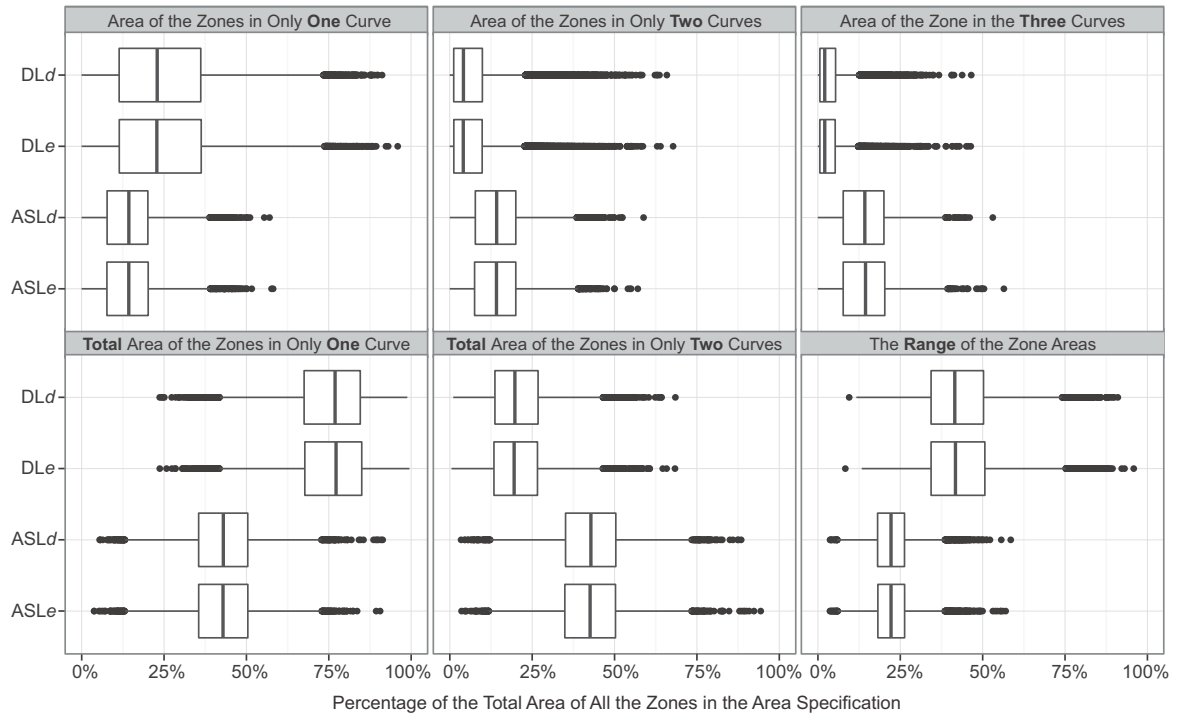 Area of the Zones in Only One Curve
Area of the Zones in Only Two Curves
Area of the Zone in the Three Curves
DLd
DLe
ASLd
ASLe
Total Area of the Zones in Only One Curve
Total Area of the Zones in Only Two Curves
The Range of the Zone Areas
DLd
DLe
ASLd
ASLe
0% 25% 50% 75% 100%
0% 25% 50% 75% 100%
0% 25% 50% 75% 100%
Percentage of the Total Area of All the Zones in the Area Specification